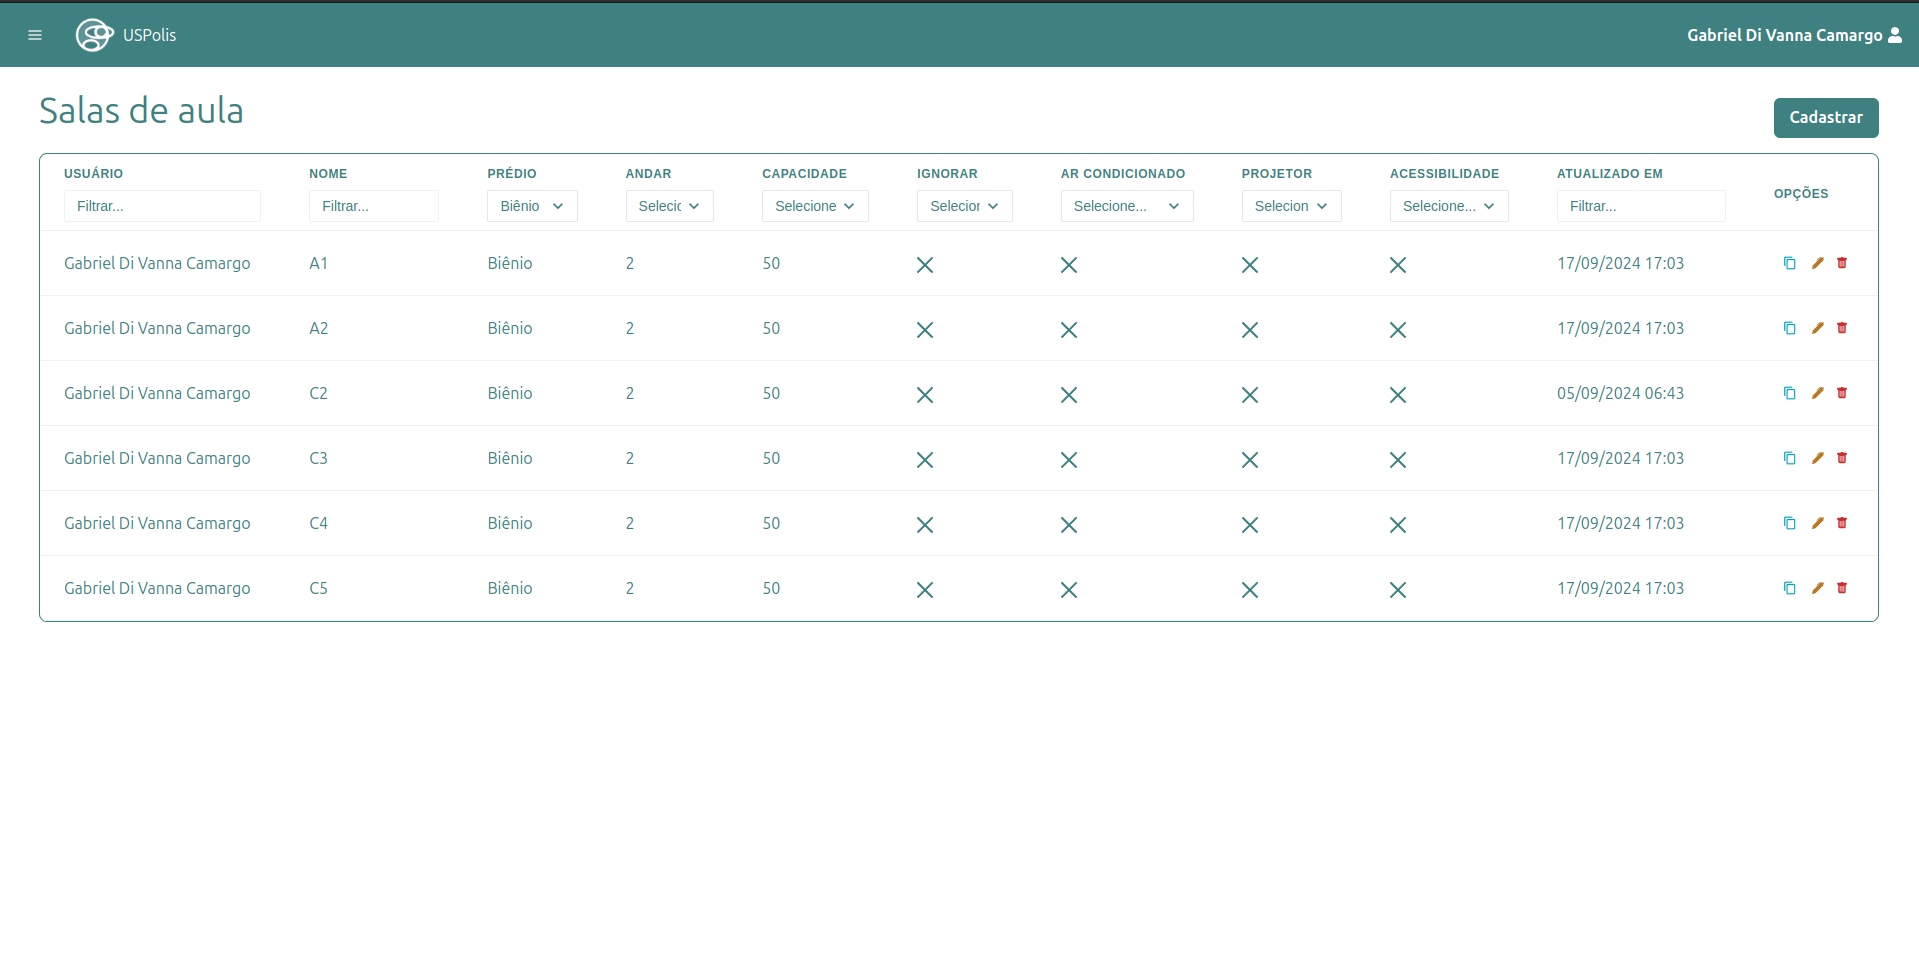 USPolis
Gabriel Di Vanna Camargo
Salas de aula
Cadastrar
USUÁRIO NOME PRÉDIO ANDAR CAPACIDADE IGNORAR AR CONDICIONADO PROJETOR ACESSIBILIDADE ATUALIZADO EM OPÇÕES
Filtrar... Filtrar... Biênio Selecic Selecione Selecior Selecione... Selecion Selecione... Filtrar...
Gabriel Di Vanna Camargo A1 Biênio 2 50 17/09/2024 17:03
Gabriel Di Vanna Camargo A2 Biênio 2 50 17/09/2024 17:03
Gabriel Di Vanna Camargo C2 Biênio 2 50 05/09/2024 06:43
Gabriel Di Vanna Camargo C3 Biênio 2 50 17/09/2024 17:03
Gabriel Di Vanna Camargo C4 Biênio 2 50 17/09/2024 17:03
Gabriel Di Vanna Camargo C5 Biênio 2 50 17/09/2024 17:03